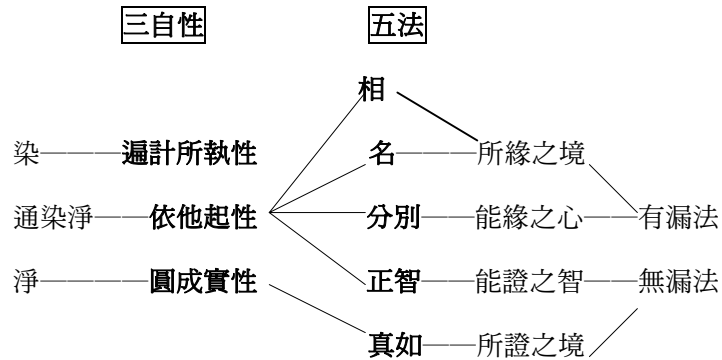 三自性 五法
相
染———遍計所執性 名———所緣之境
通染淨——依他起性 分別——能緣之心——有漏法
淨————圓成實性 正智——能證之智——無漏法
真如——所證之境